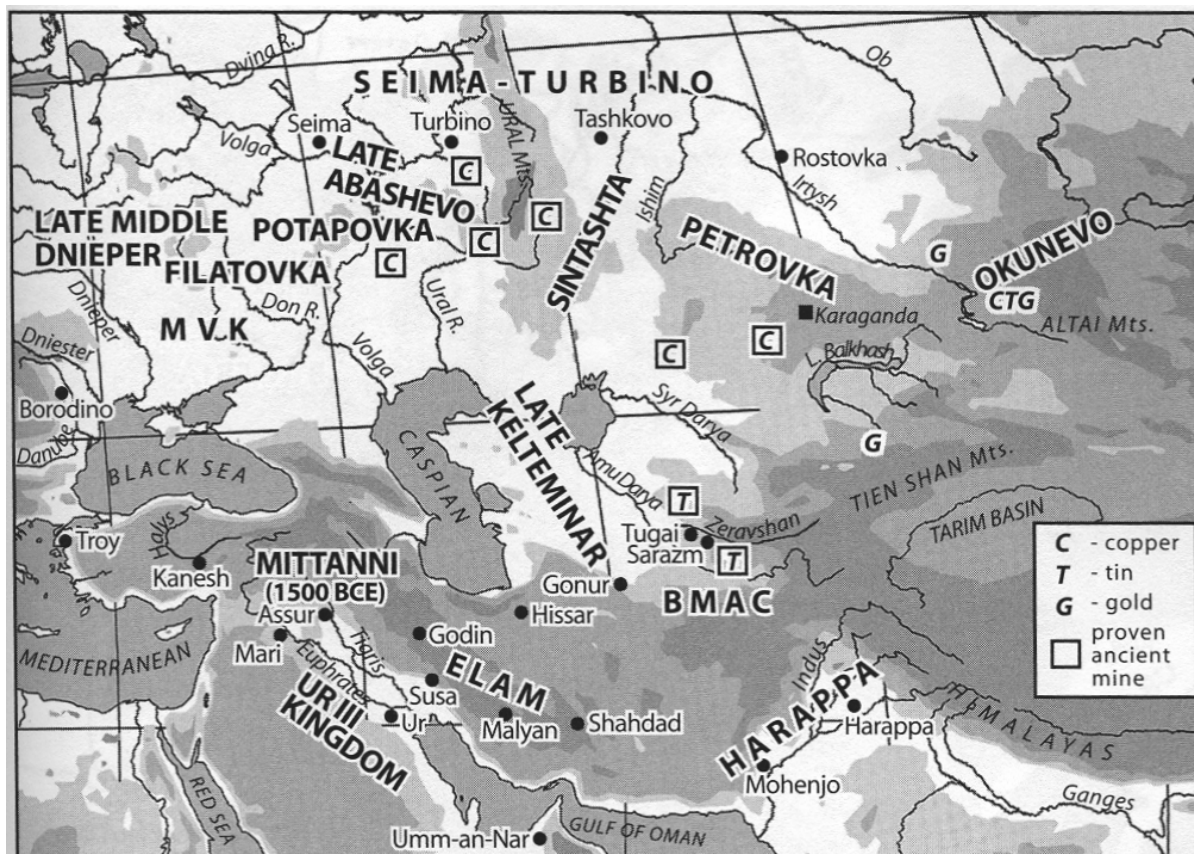 Dvina R.
Ob
SEIMA - TURBINO
Seima
Turbino
Tashkovo
URAL Mts.
Volga
LATE
ABASHEVO
Rostovka
Irtysh
Ishim
C
C
C
C
LATE MIDDLE
DNIEPER
POTAPOVKA
FILATOVKA
SINTASHTA
PETROVKA
OKUNEVO
G
CTG
ALTAI Mts.
Dnieper
Don R.
Ural R.
M V K
Karaganda
C
C
Dniester
Volga
Balkhash
Borodino
Danube
LATE
KELTEMINAR
Syr Darya
G
BLACK SEA
CASPIAN
Amu Darya
TIEN SHAN Mts.
T
Tugai
Zeravshan
Sarazm
T
TARIM BASIN
Troy
Halys
Kanesh
MITTANNI
(1500 BCE)
Gonur
BMAC
Assur
Hissar
Mari
Godin
MEDITERRANEAN
Tigris
Euphrates
ELAM
Susa
UR III
KINGDOM
Ur
Malyan
Shahdad
Indus
HARAPPA
Harappa
HIMALAYAS
Mohenjo
Ganges
RED SEA
Umm-an-Nar
GULF OF OMAN
C - copper
T - tin
G - gold
proven
ancient
mine